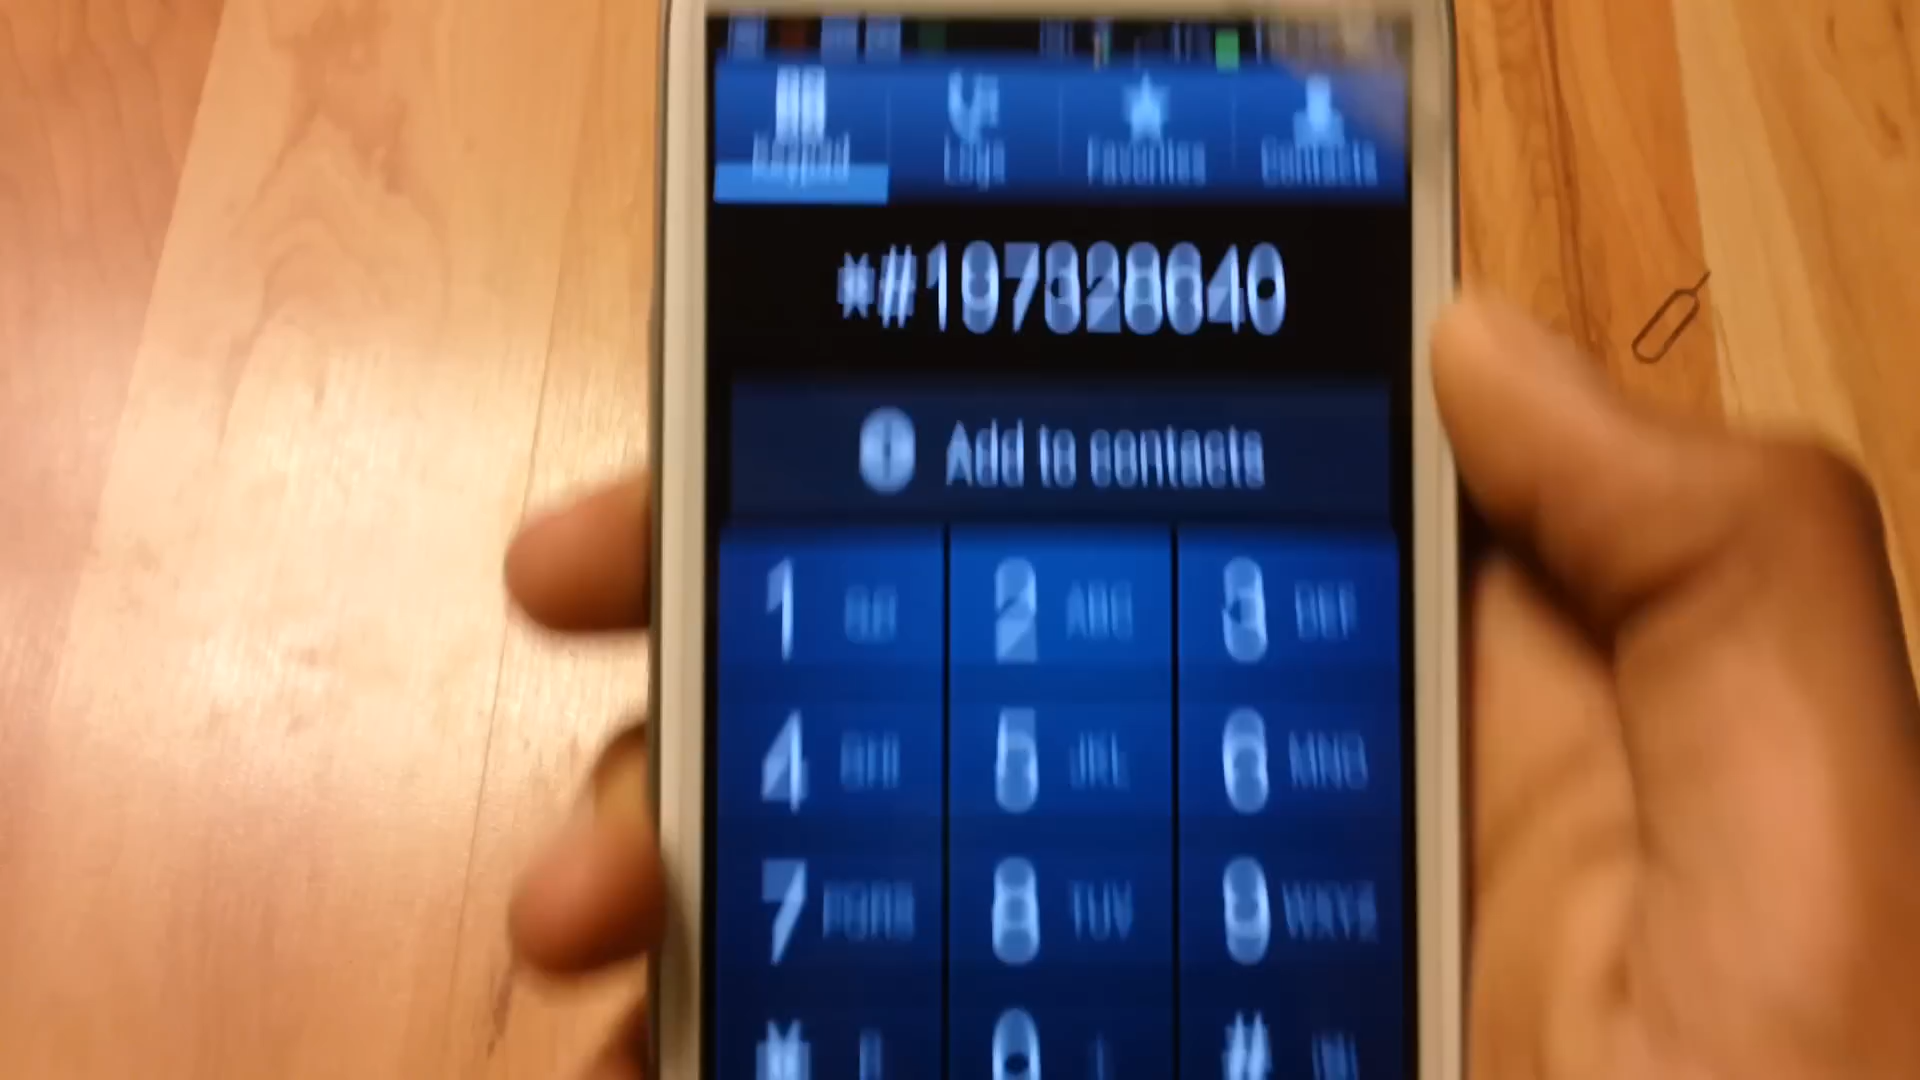 Keypad Logs Favorites Contacts
*#197328640
Add to contacts
1 2 ABC 3 DEF
4 GHI 5 JKL 6 MNO
7 PQRS 8 TUV 9 WXYZ
* 0 #